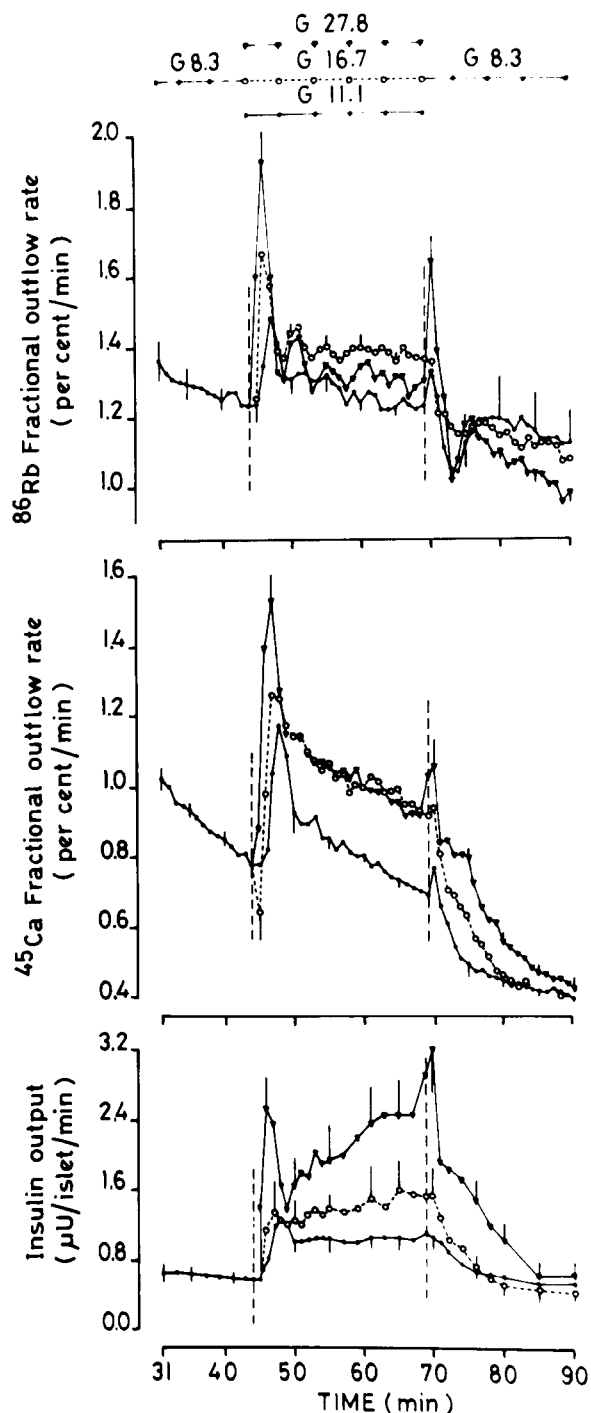 G 27.8
G 8.3 G 16.7 G 8.3
G 11.1
86Rb Fractional outflow rate
(per cent/min)
2.0
1.8
1.6
1.4
1.2
1.0
45Ca Fractional outflow rate
(per cent/min)
1.6
1.4
1.2
1.0
0.8
0.6
0.4
Insulin output
(μU/islet/min)
3.2
2.4
1.6
0.8
0.0
31 40 50 60 70 80 90
TIME (min)